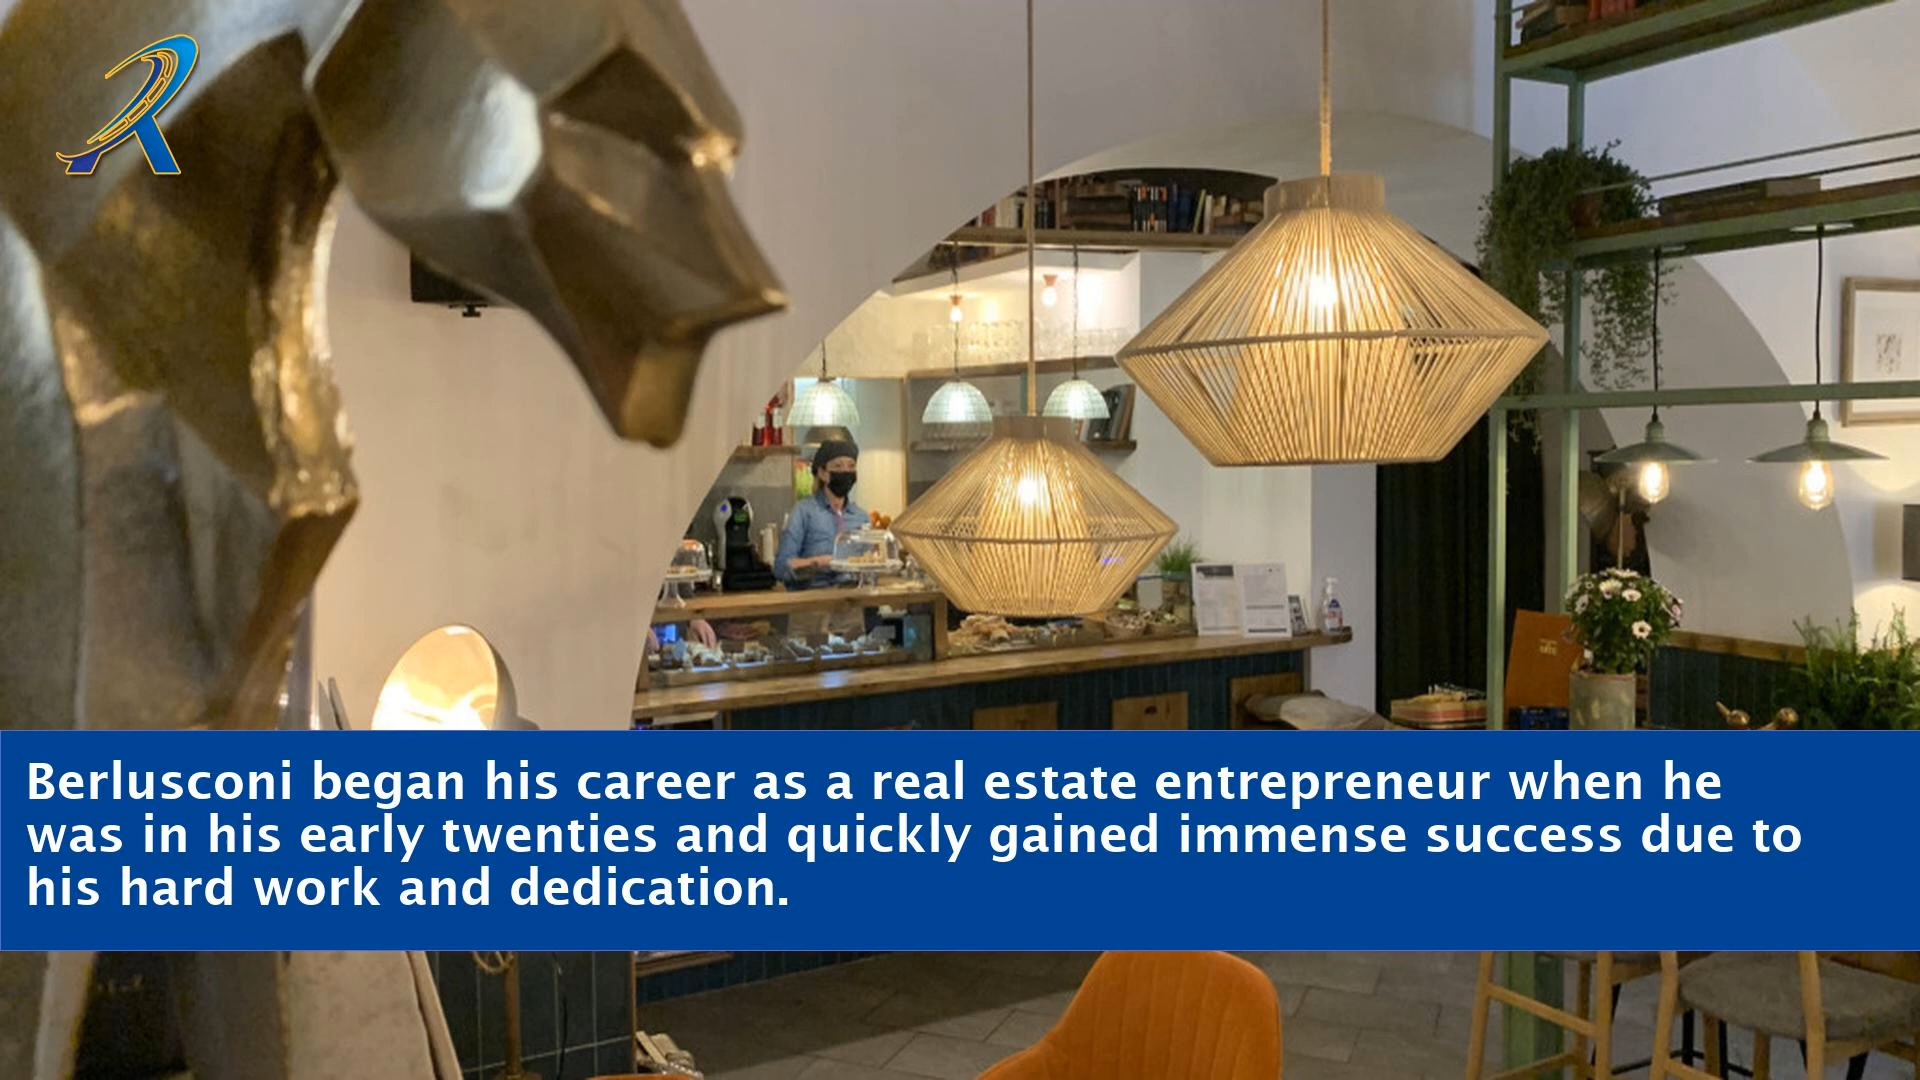 Berlusconi began his career as a real estate entrepreneur when he
was in his early twenties and quickly gained immense success due to
his hard work and dedication.